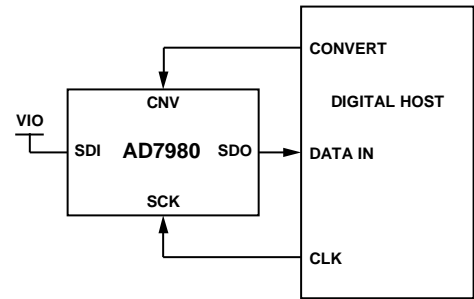 CONVERT
CNV
DIGITAL HOST
VIO
SDI AD7980 SDO
DATA IN
SCK
CLK